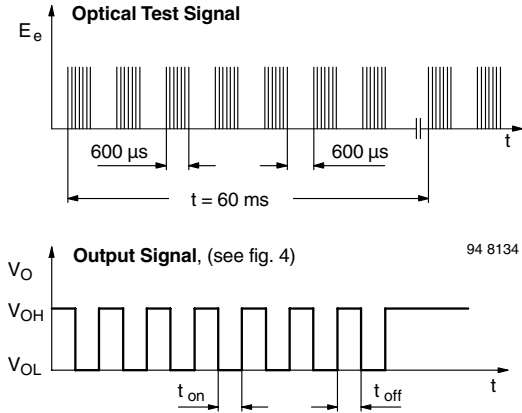 Optical Test Signal
E e
600 µs
600 µs
t
t = 60 ms
Output Signal, (see fig. 4)
94 8134
V O
V OH
V OL
t
t on
t off